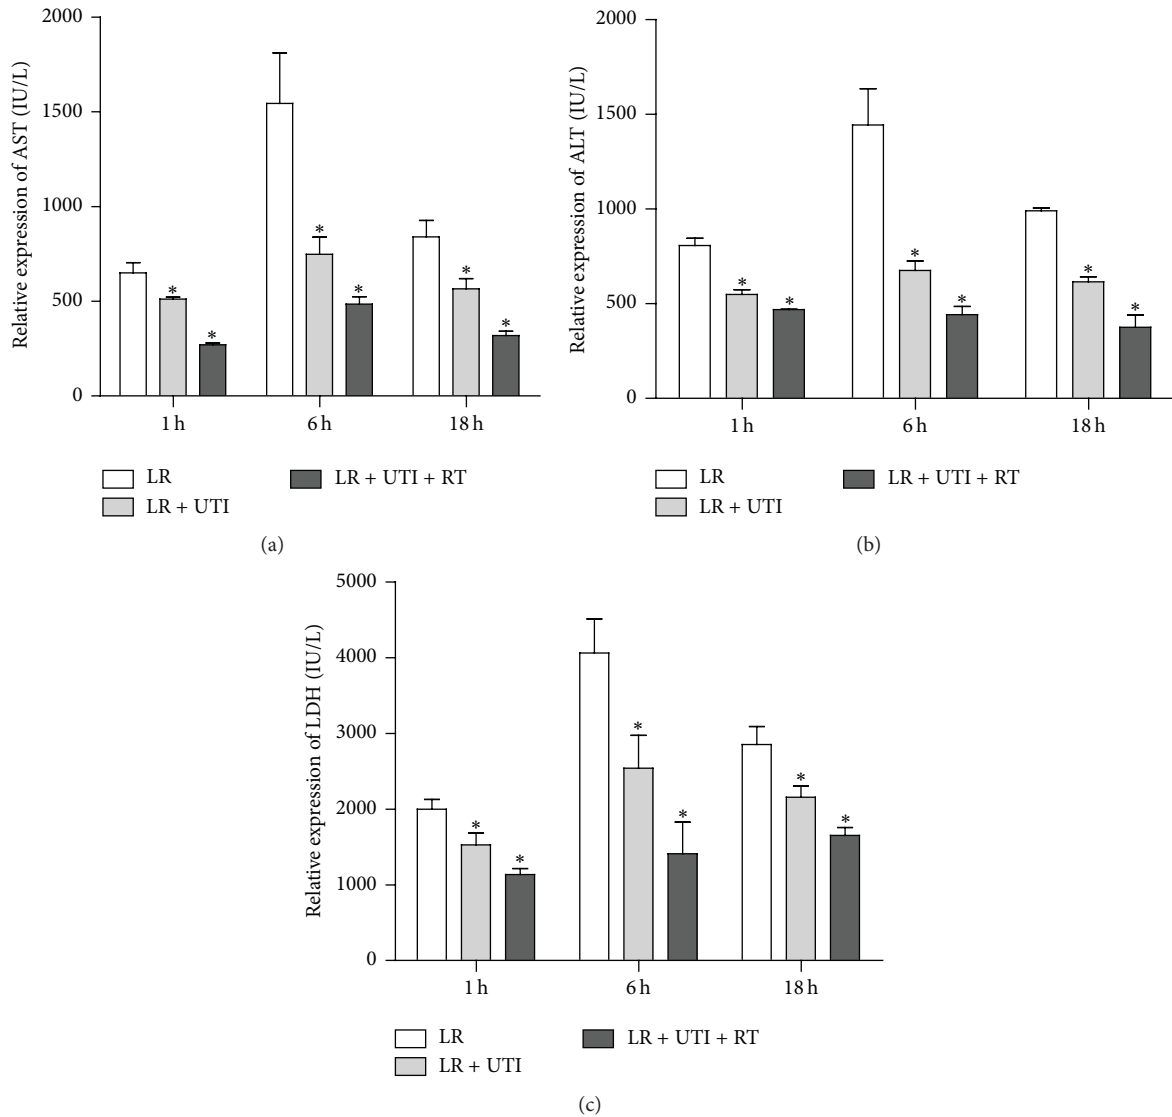 2000
1500
1000
500
0
Relative expression of AST (IU/L)
*
*
*
*
*
*
1 h
6 h
18 h
LR
LR + UTI
LR + UTI + RT
(a)
2000
1500
1000
500
0
Relative expression of ALT (IU/L)
*
*
*
*
*
*
1 h
6 h
18 h
LR
LR + UTI
LR + UTI + RT
(b)
5000
4000
3000
2000
1000
0
Relative expression of LDH (IU/L)
*
*
*
*
*
*
1 h
6 h
18 h
LR
LR + UTI
LR + UTI + RT
(c)